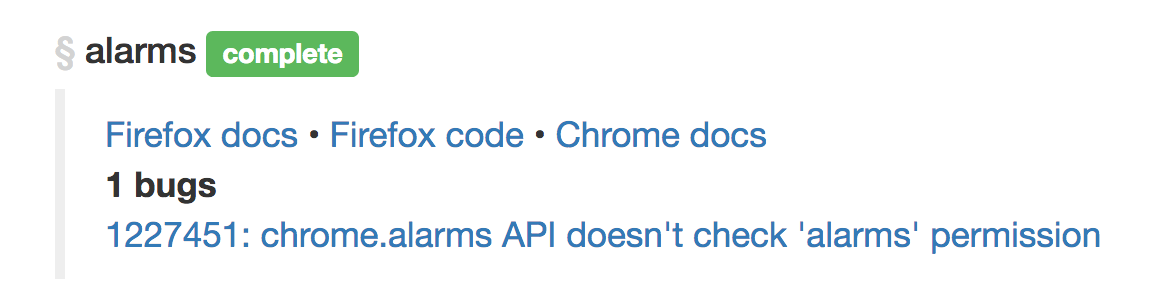 § alarms complete
Firefox docs • Firefox code • Chrome docs
1 bugs
1227451: chrome.alarms API doesn't check 'alarms' permission